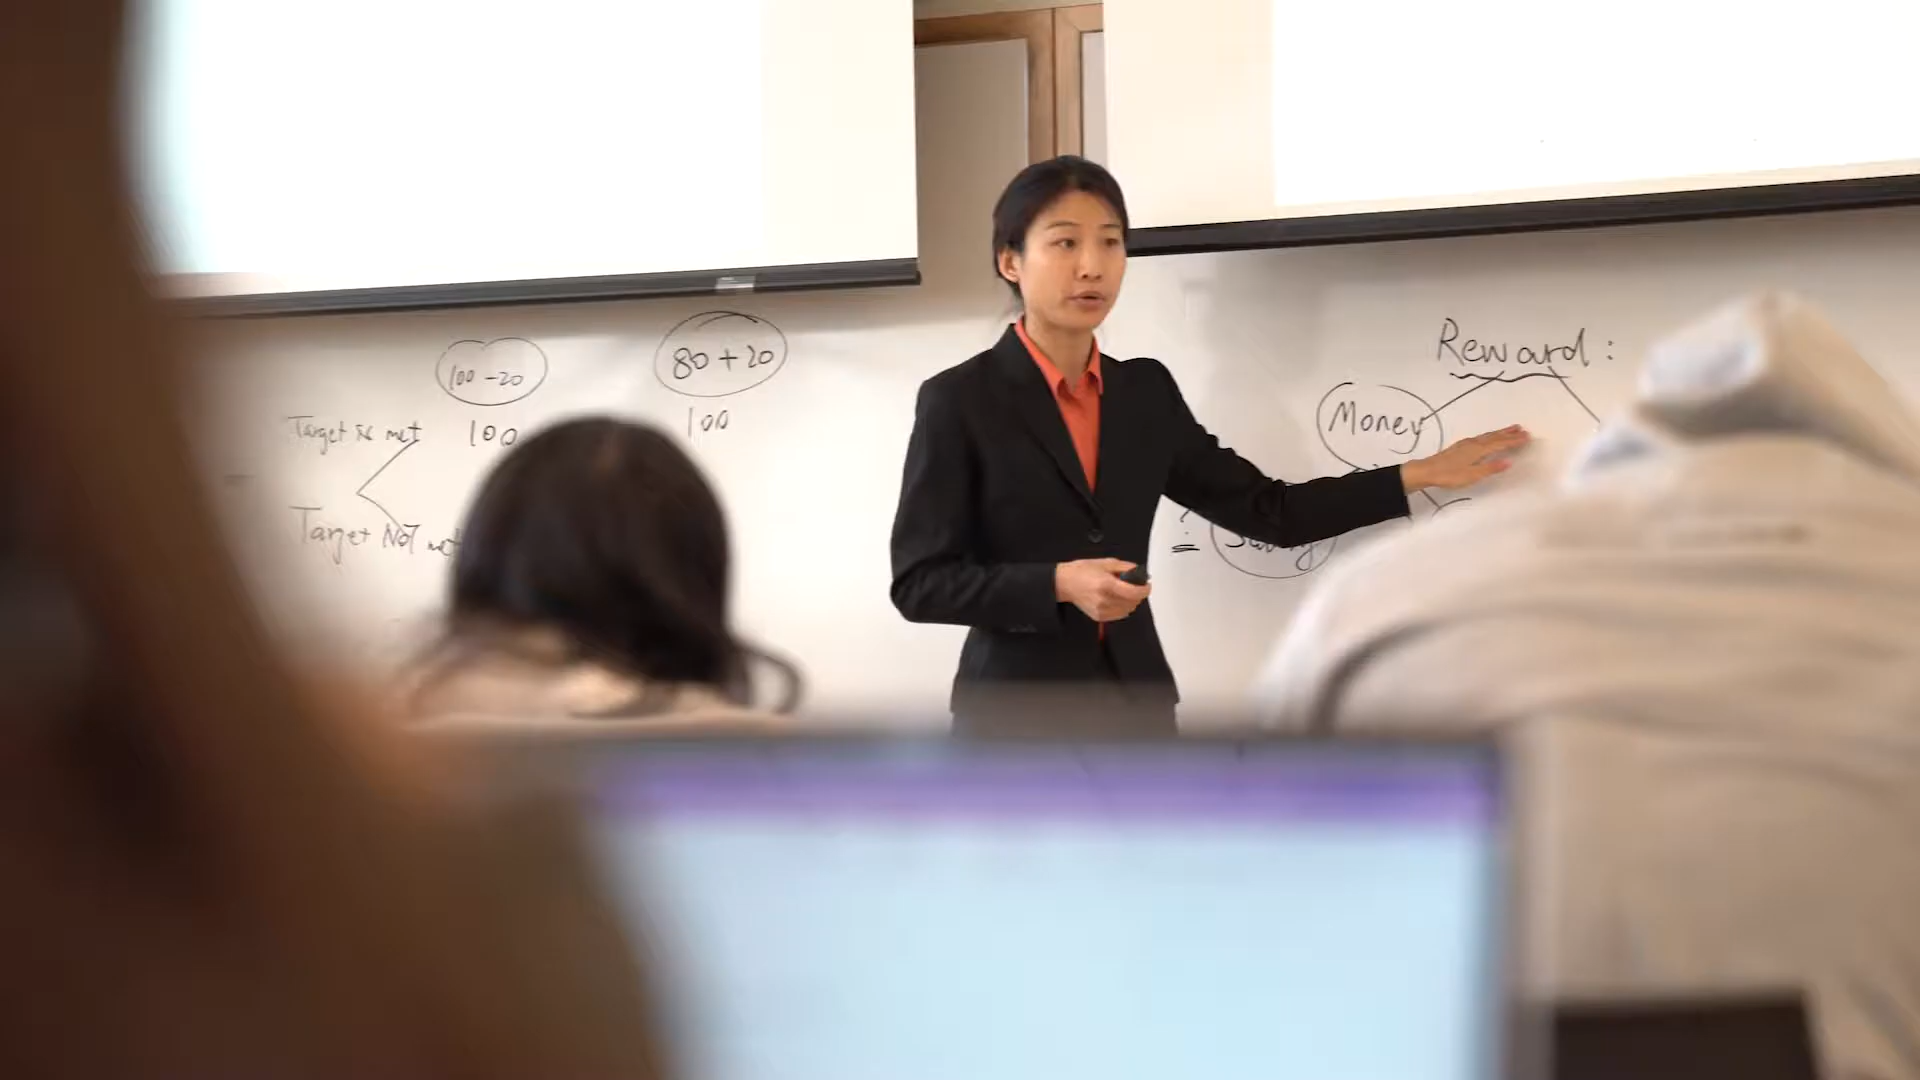 100-20
80+20
Target is met 100 100
Target NOT met
Reward:
Money
?